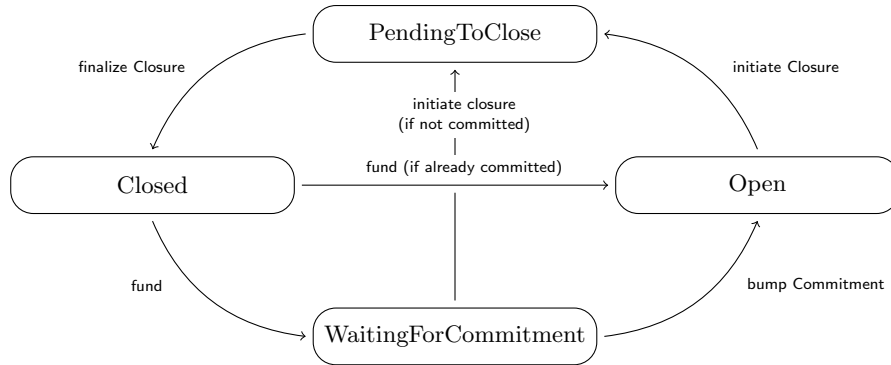 PendingToClose
finalize Closure
initiate Closure
initiate closure
(if not committed)
fund (if already committed)
Closed
Open
fund
bump Commitment
WaitingForCommitment